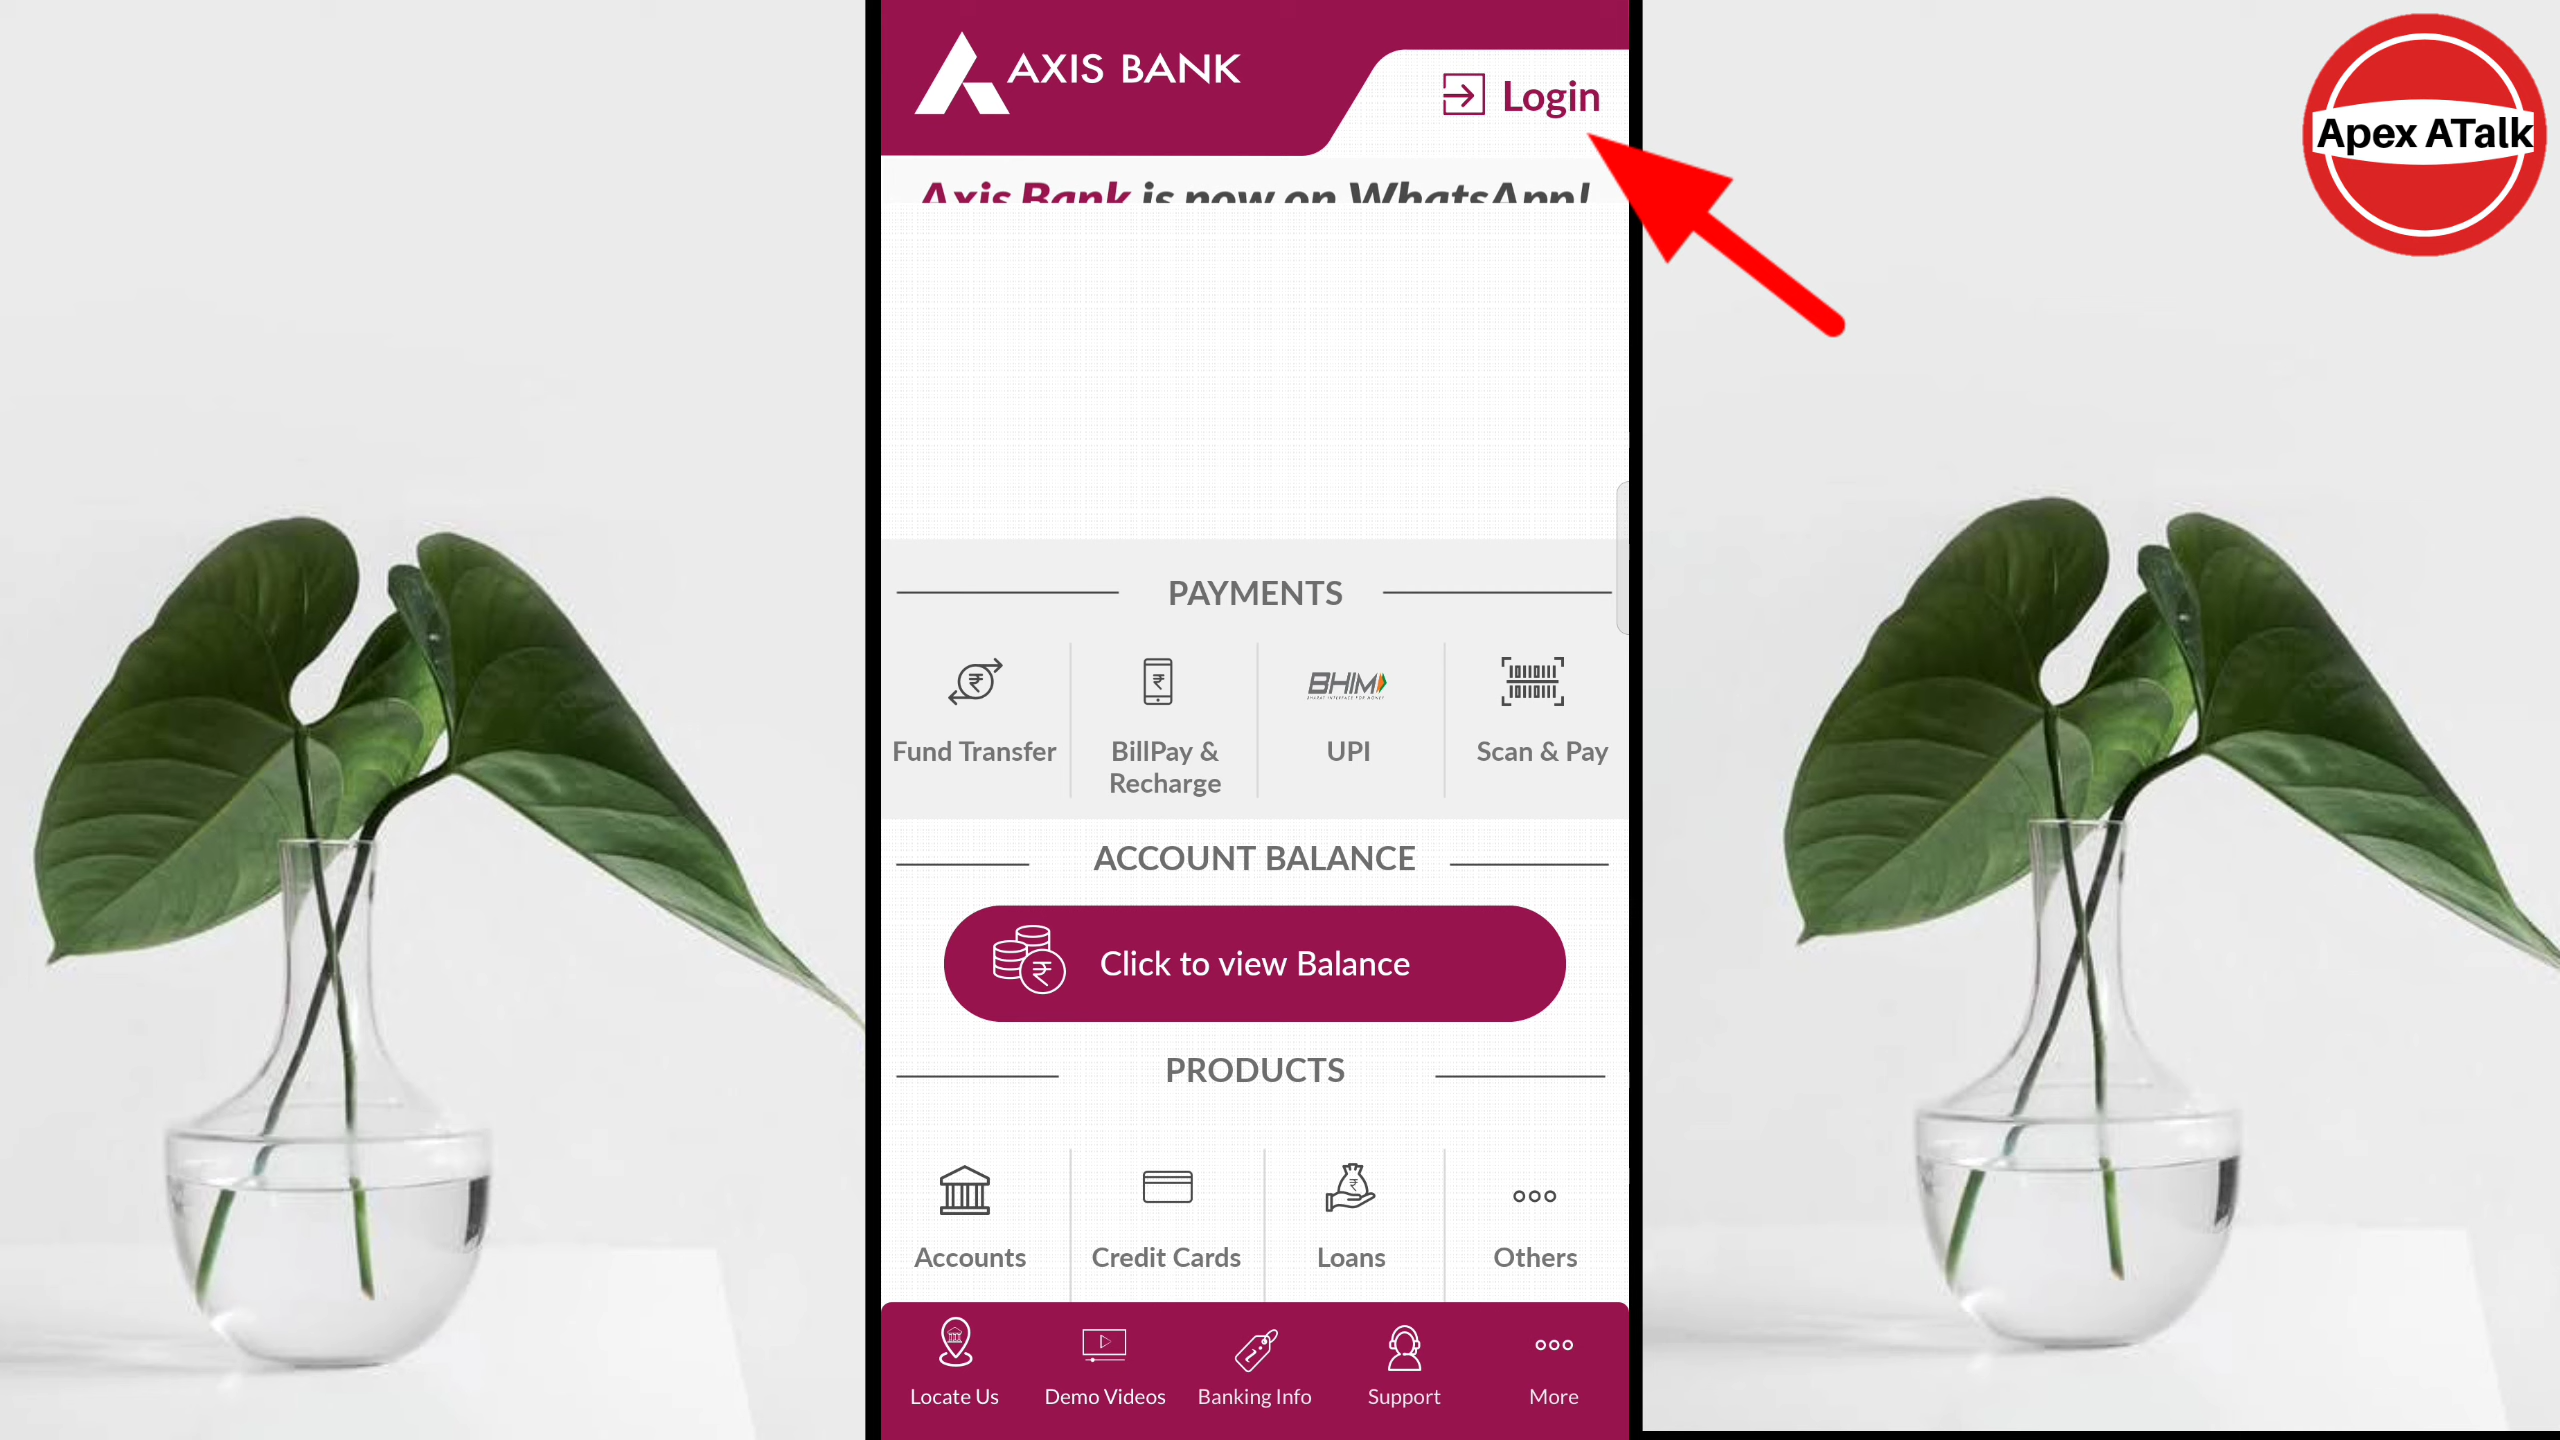 AXIS BANK
Login
Apex ATalk
Axis Bank is now on WhatsApp!
PAYMENTS
Fund Transfer
BillPay &
Recharge
BHIM
UPI
Scan & Pay
ACCOUNT BALANCE
Click to view Balance
PRODUCTS
Accounts
Credit Cards
Loans
Others
Locate Us
Demo Videos
Banking Info
Support
More